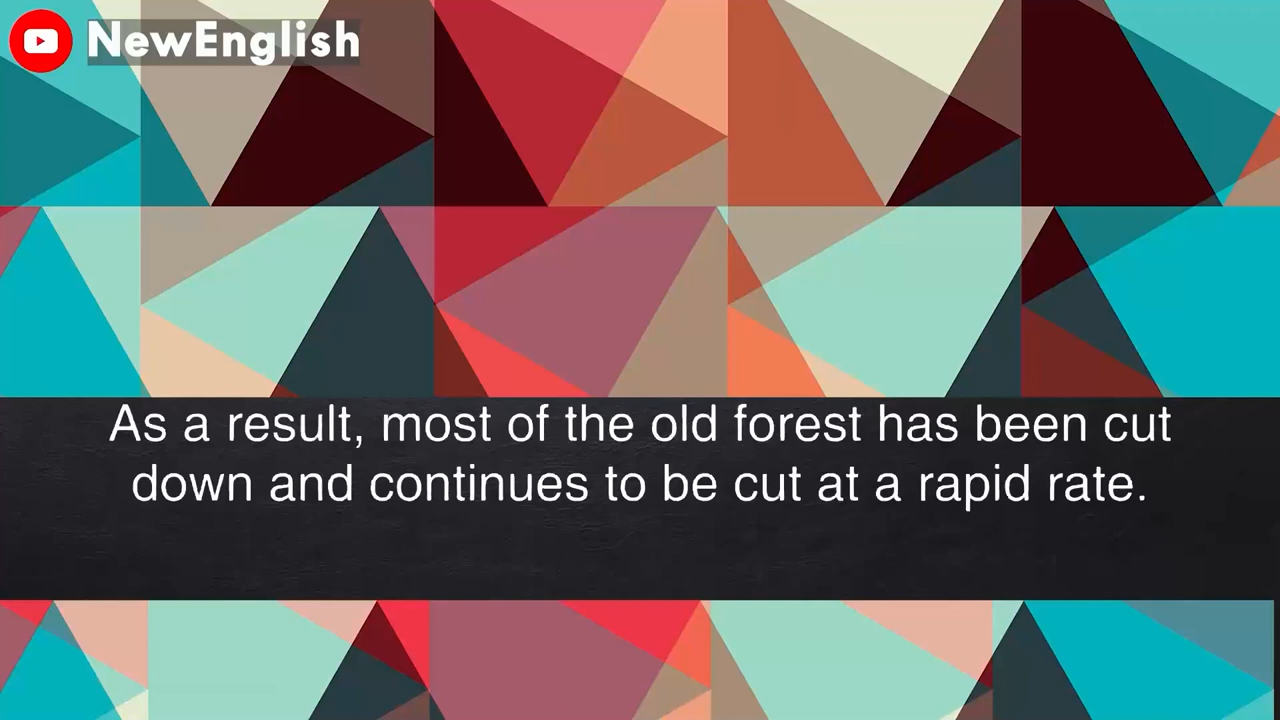 NewEnglish
As a result, most of the old forest has been cut
down and continues to be cut at a rapid rate.